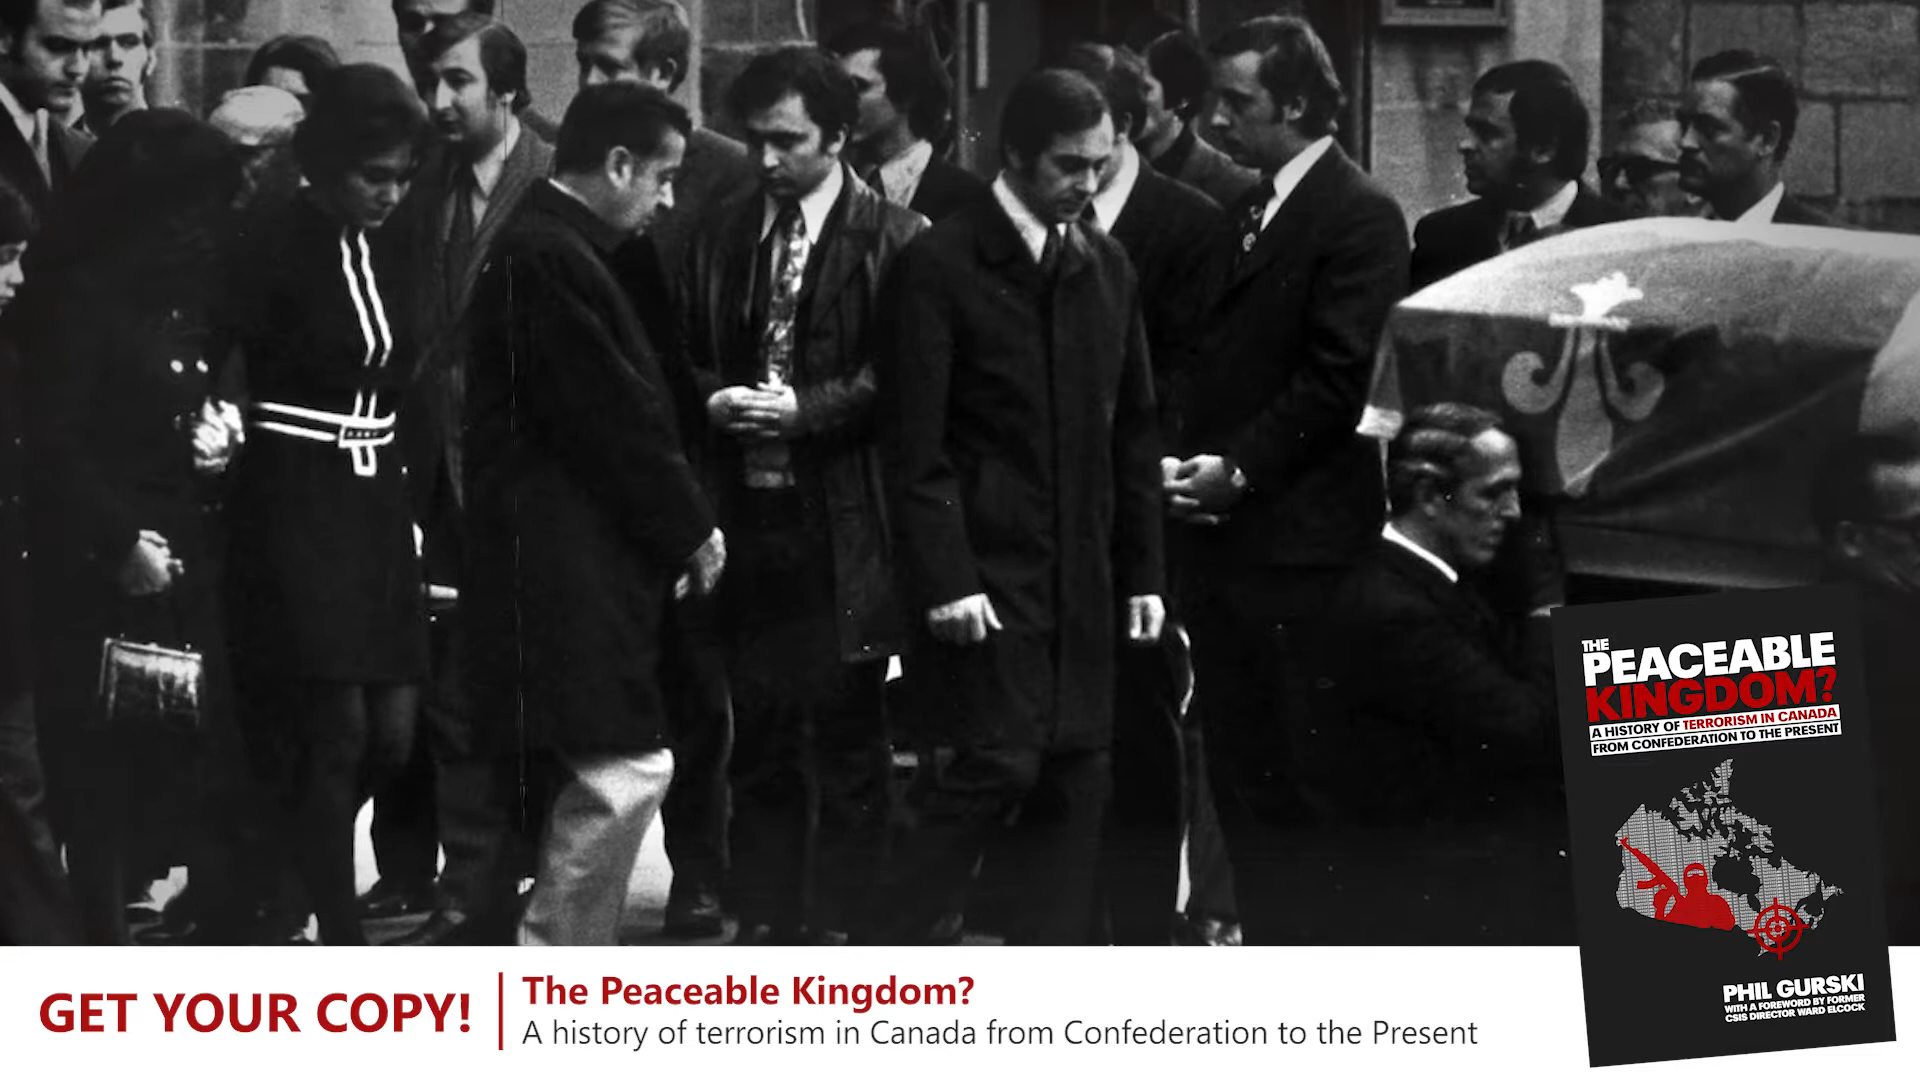 THE
PEACEABLE
KINGDOM?
A HISTORY OF TERRORISM IN CANADA
FROM CONFEDERATION TO THE PRESENT
PHIL GURSKI
WITH A FOREWORD BY FORMER
CSIS DIRECTOR WARD ELCOCK
GET YOUR COPY!
The Peaceable Kingdom?
A history of terrorism in Canada from Confederation to the Present